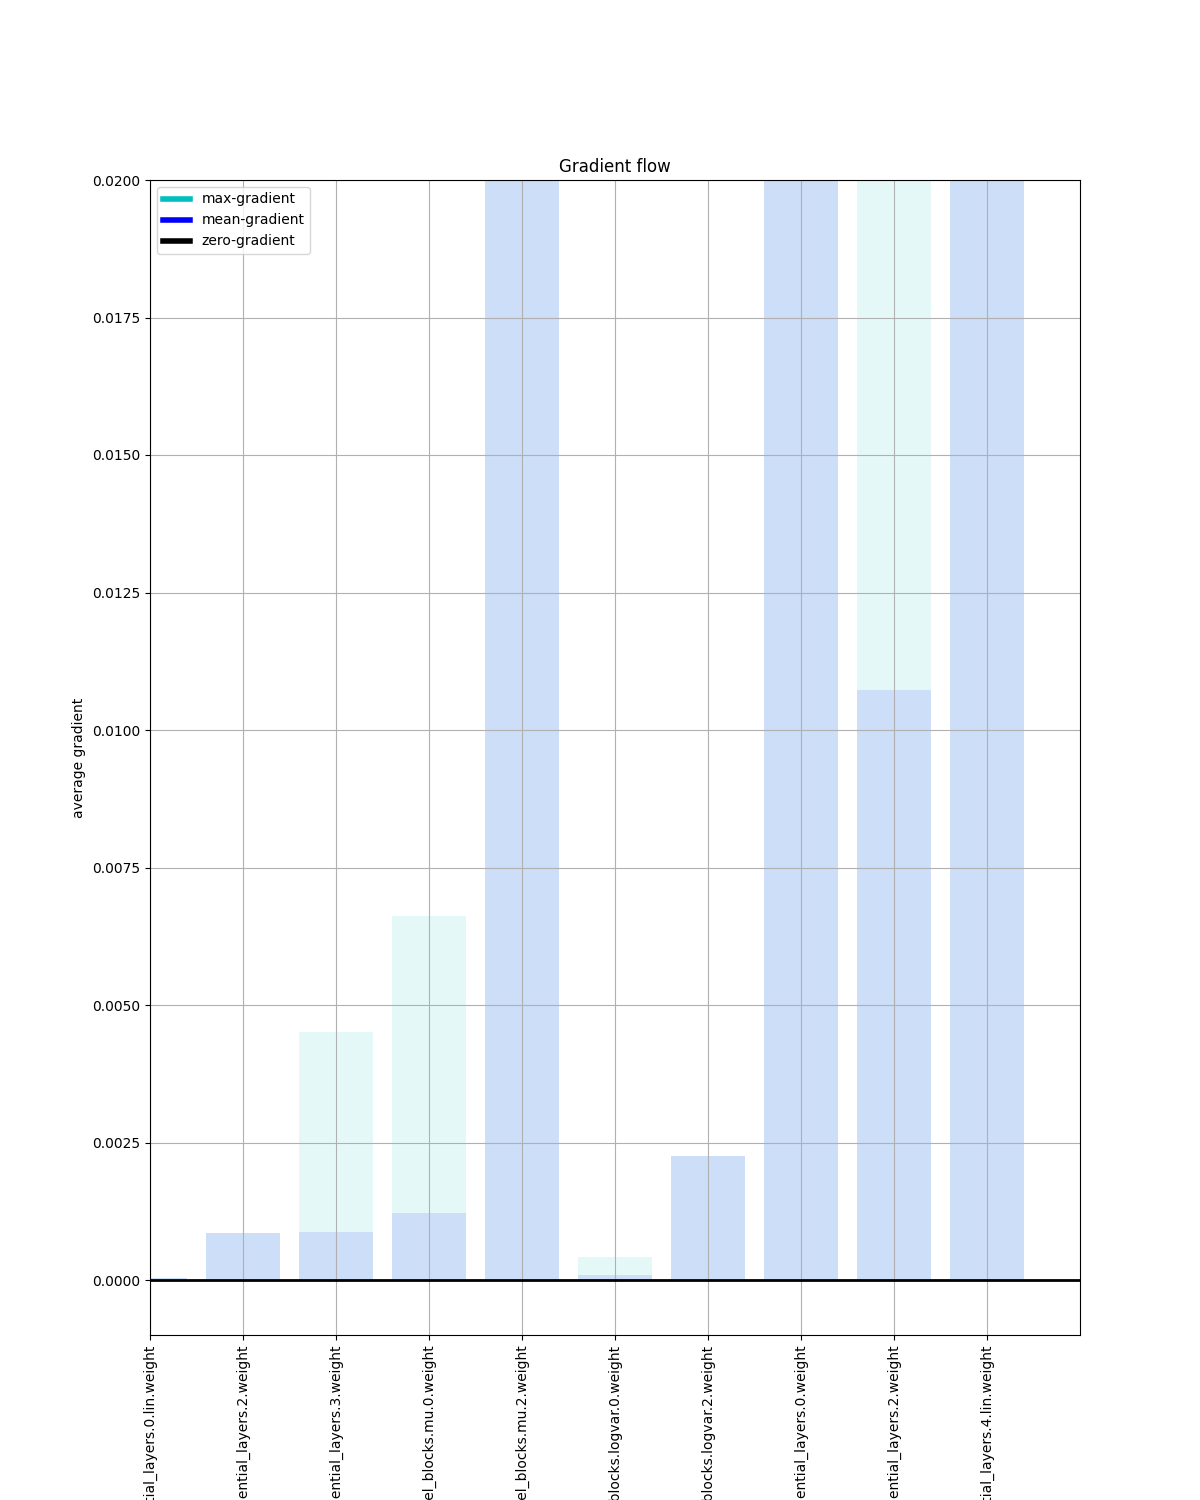 Gradient flow
max-gradient
mean-gradient
zero-gradient
0.0200
0.0175
0.0150
0.0125
0.0100
0.0075
0.0050
0.0025
0.0000
average gradient
tial_layers.0.lin.weight
ential_layers.2.weight
ential_layers.3.weight
el_blocks.mu.0.weight
el_blocks.mu.2.weight
blocks.logvar.0.weight
blocks.logvar.2.weight
ential_layers.0.weight
ential_layers.2.weight
tial_layers.4.lin.weight